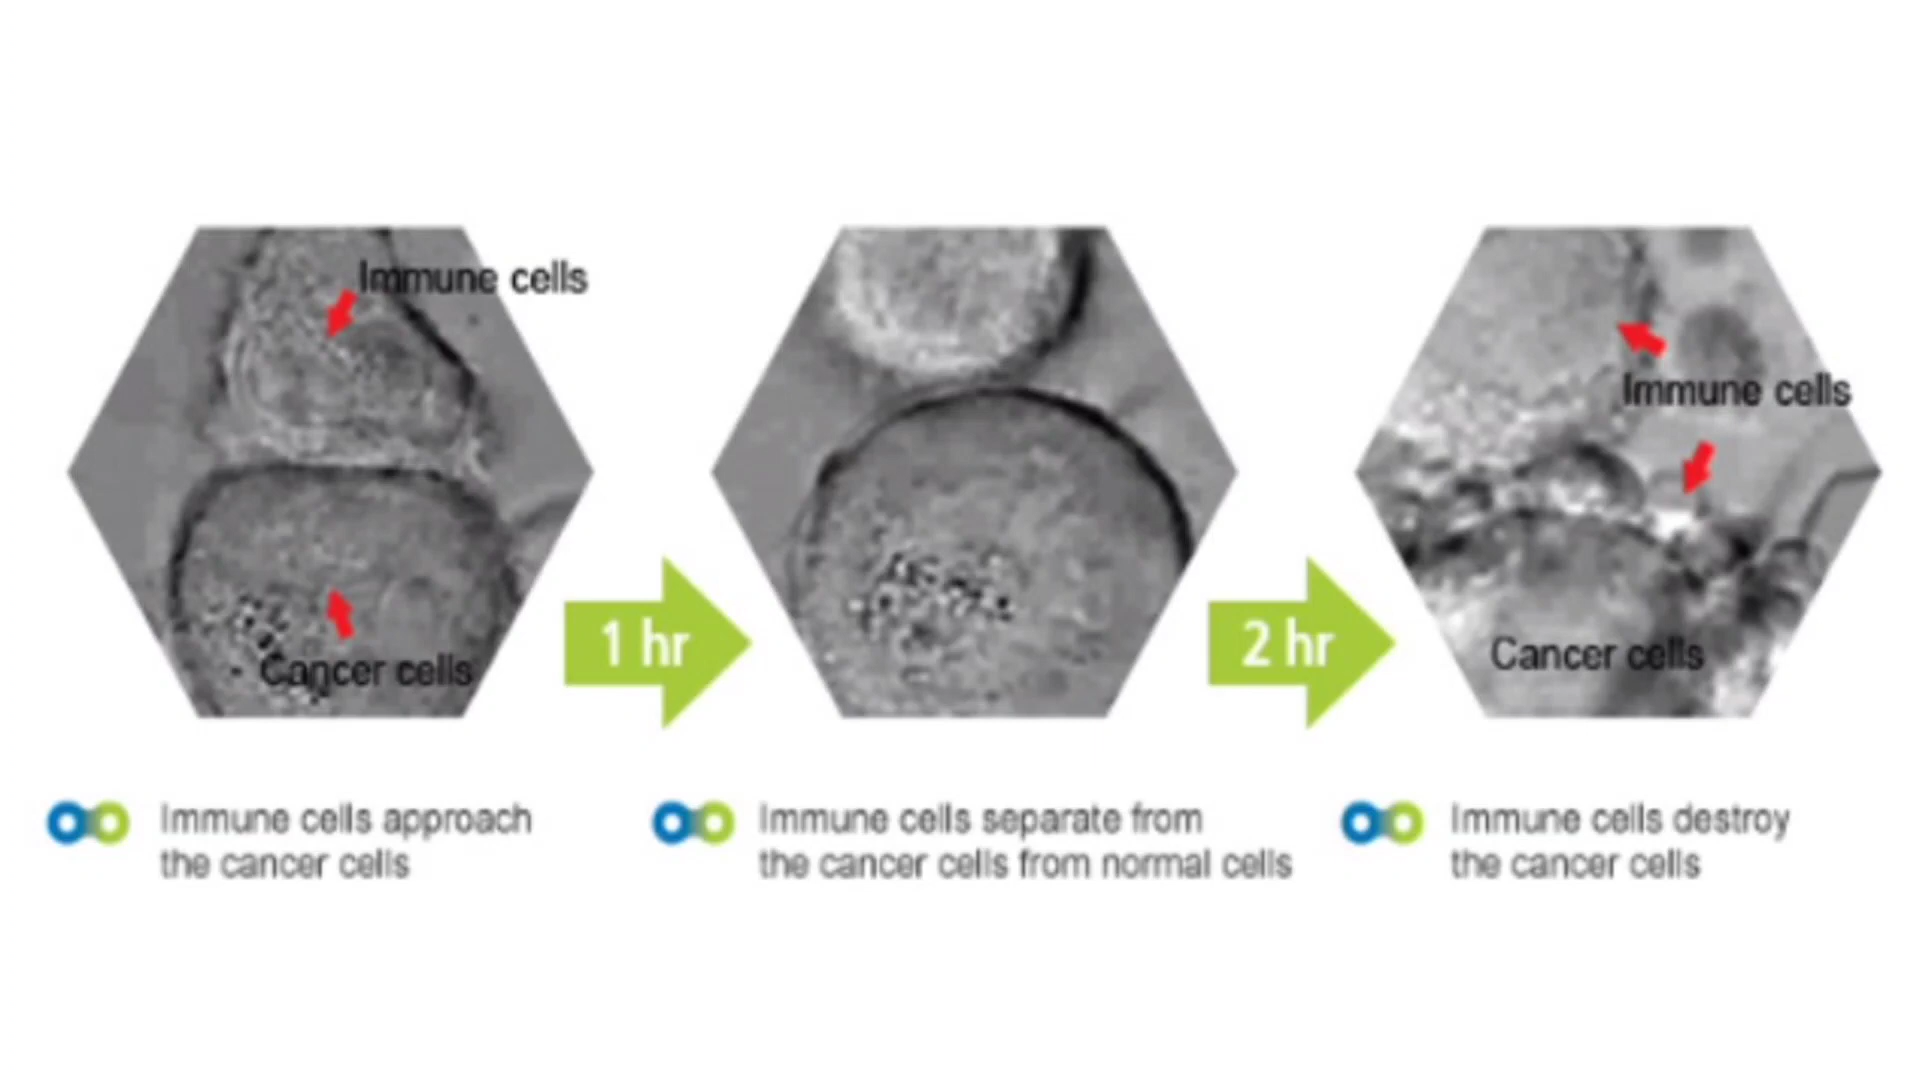 Immune cells
Cancer cells
1 hr
2 hr
Immune cells
Cancer cells
Immune cells approach
the cancer cells
Immune cells separate from
the cancer cells from normal cells
Immune cells destroy
the cancer cells